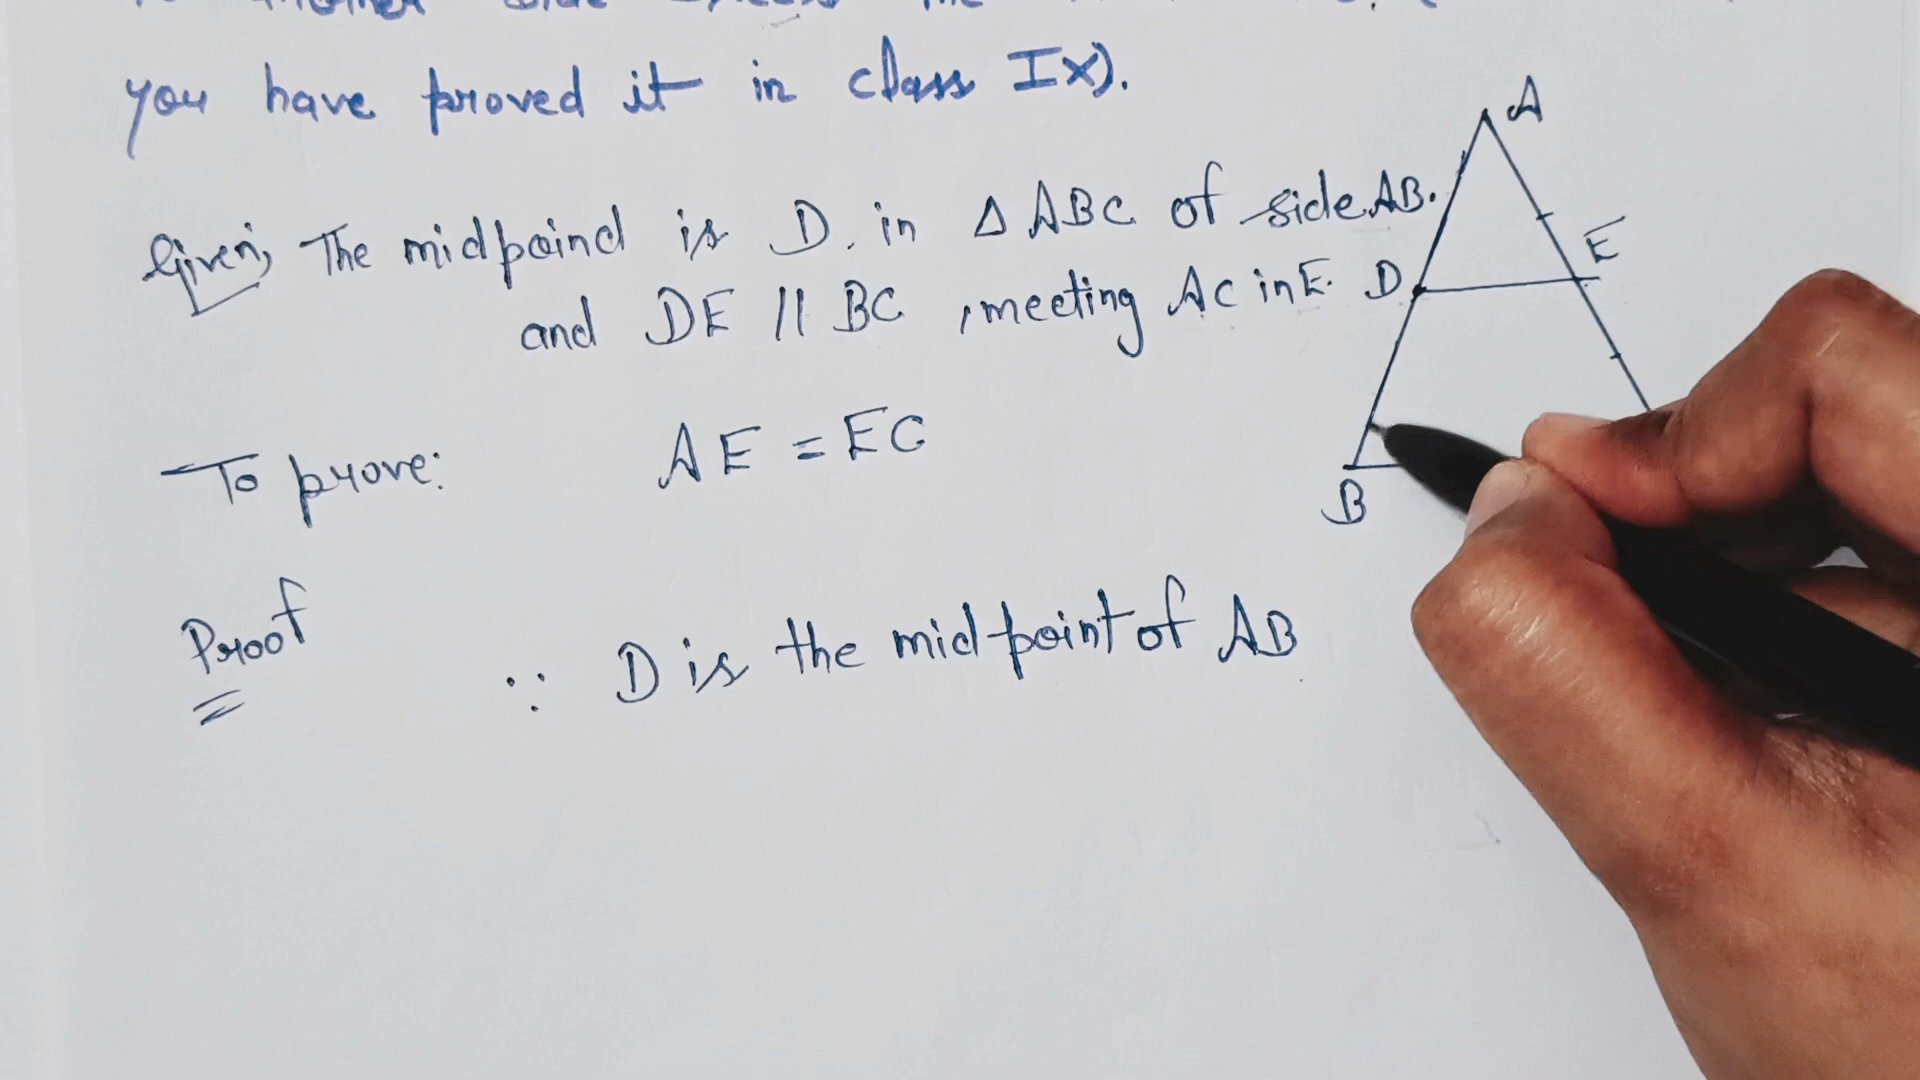 you have proved it in class IX).
Given; The midpoind is D. in △ ABC of side AB.
and DE // BC , meeting AC in E.
To prove: AE = EC
Proof ∵ D is the midpoint of AB
A
E
D
B